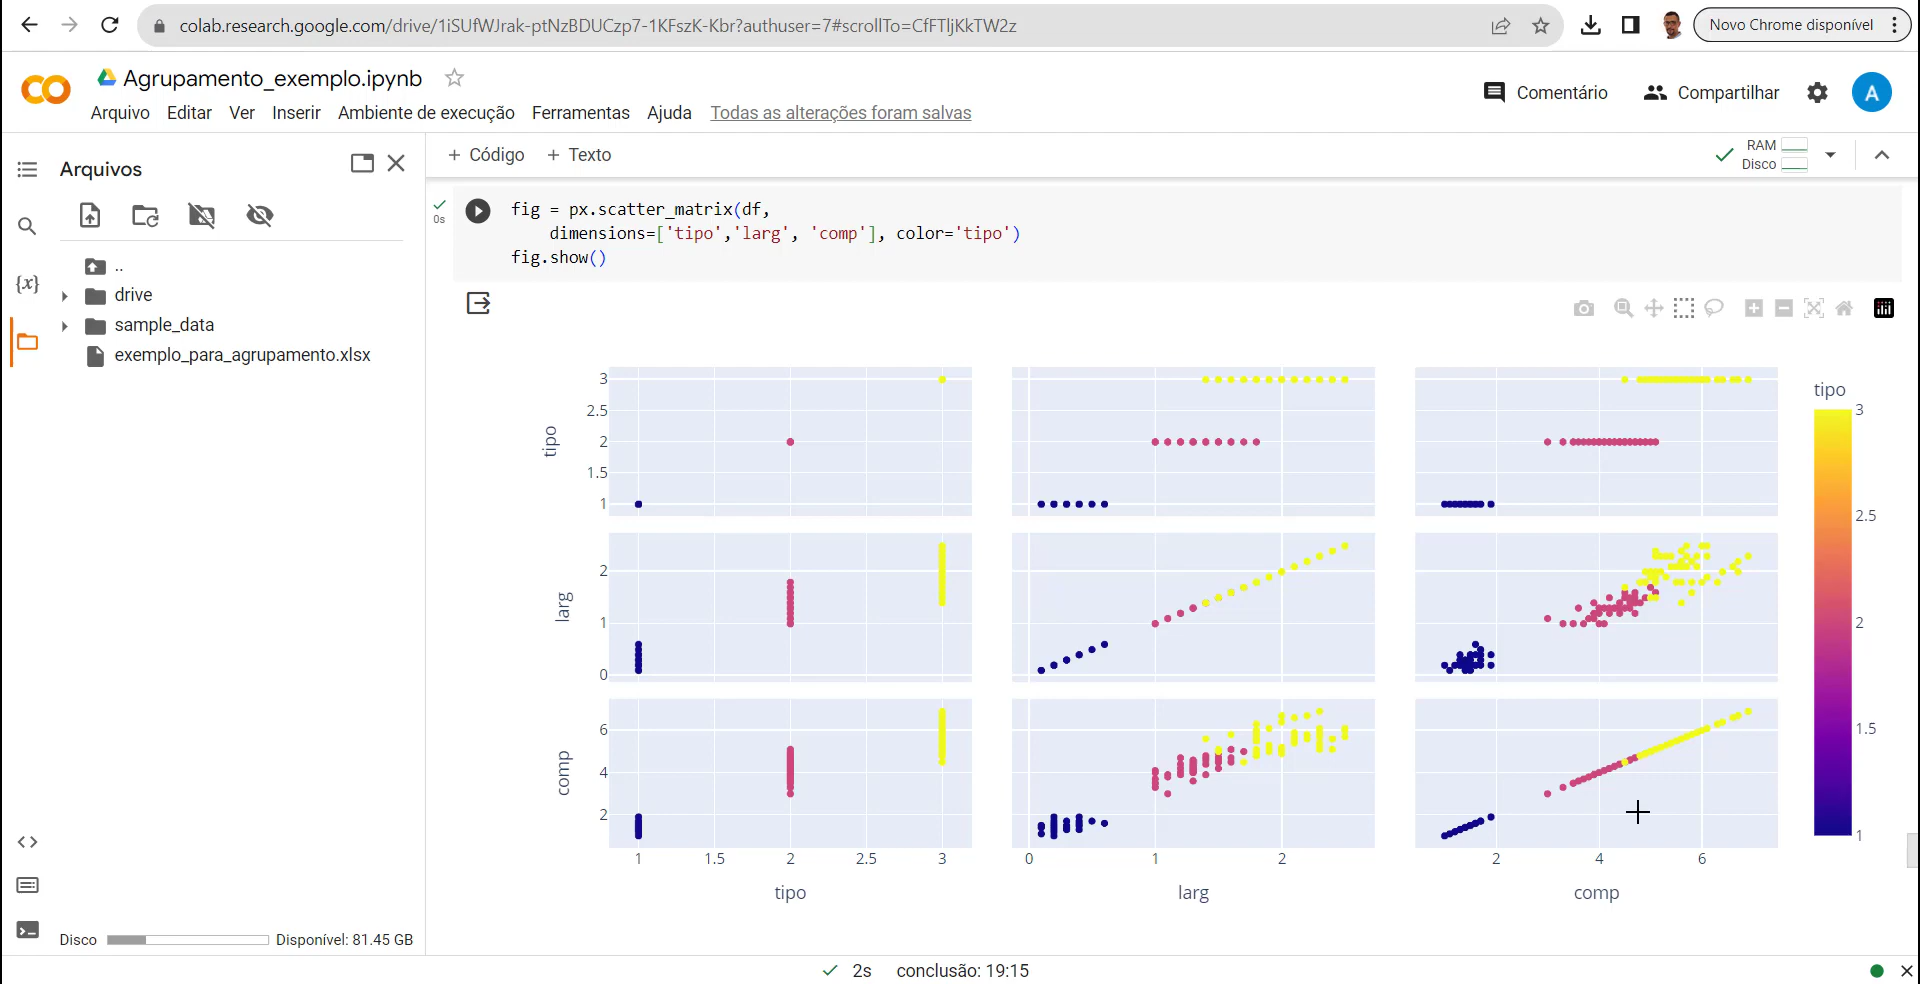 colab.research.google.com/drive/1iSUfWJrak-ptNzBDUCzp7-1KFszK-Kbr?authuser=7#scrollTo=CfFTljKkTW2z
Novo Chrome disponível
CO
Agrupamento_exemplo.ipynb
Arquivo Editar Ver Inserir Ambiente de execução Ferramentas Ajuda Todas as alterações foram salvas
Comentário Compartilhar A
Arquivos
+ Código + Texto
RAM
Disco
..
drive
sample_data
exemplo_para_agrupamento.xlsx
{x}
0s
fig = px.scatter_matrix(df,
dimensions=['tipo','larg', 'comp'], color='tipo')
fig.show()
tipo
3
2.5
2
1.5
1
larg
2
1
0
comp
6
4
2
1 1.5 2 2.5 3
0 1 2
2 4 6
tipo
larg
comp
tipo
3
2.5
2
1.5
1
Disco Disponível: 81.45 GB
2s conclusão: 19:15